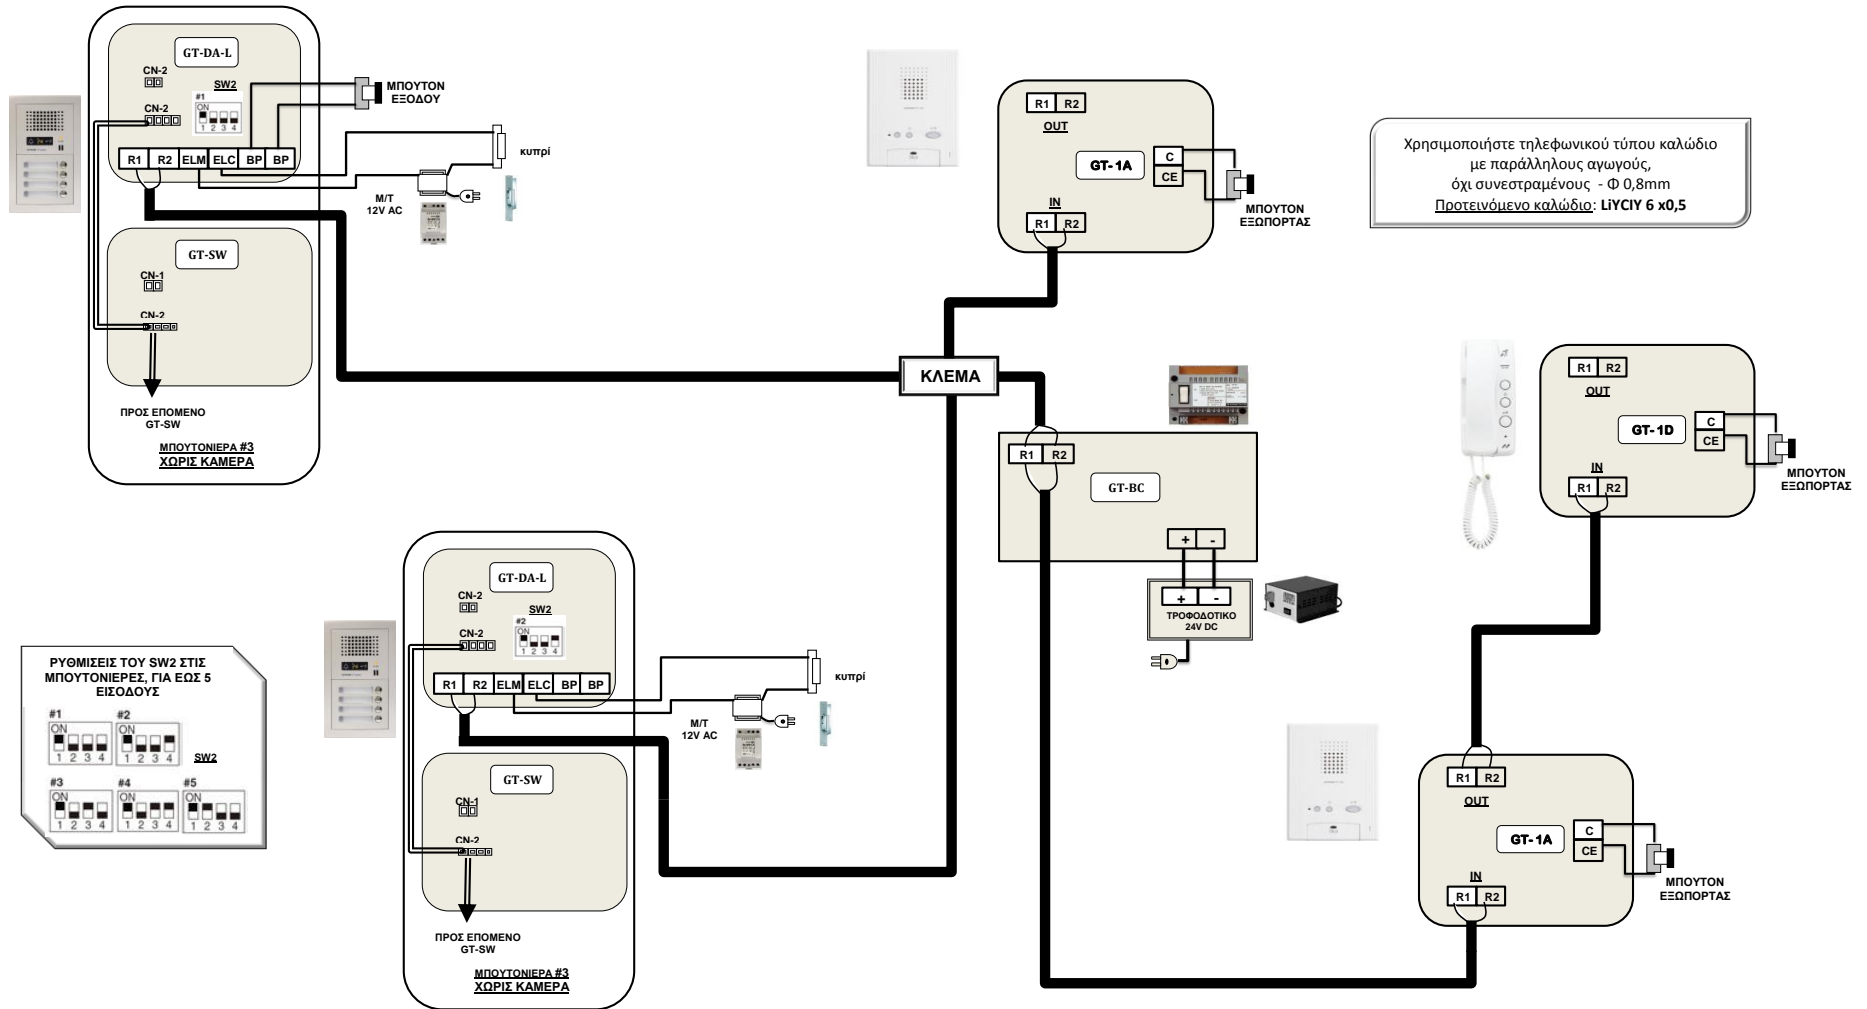 GT-DA-L
CN-2
SW2
#1
ON
1 2 3 4
CN-2
R1 R2 ELM ELC BP BP
ΜΠΟΥΤΟΝ
ΕΞΟΔΟΥ
κυπρί
Μ/Τ
12V AC
GT-SW
CN-1
CN-2
ΠΡΟΣ ΕΠΟΜΕΝΟ
GT-SW
ΜΠΟΥΤΟΝΙΕΡΑ #3
ΧΩΡΙΣ ΚΑΜΕΡΑ
R1 R2
OUT
GT- 1A
C
CE
IN
R1 R2
ΜΠΟΥΤΟΝ
ΕΞΩΠΟΡΤΑΣ
Χρησιμοποιήστε τηλεφωνικού τύπου καλώδιο
με παράλληλους αγωγούς,
όχι συνεστραμένους - Φ 0,8mm
Προτεινόμενο καλώδιο: LiYCIY 6 x0,5
ΚΛΕΜΑ
R1 R2
GT-BC
+ -
+ -
ΤΡΟΦΟΔΟΤΙΚΟ
24V DC
R1 R2
OUT
GT- 1D
C
CE
IN
R1 R2
ΜΠΟΥΤΟΝ
ΕΞΩΠΟΡΤΑΣ
GT-DA-L
CN-2
SW2
#2
ON
1 2 3 4
CN-2
R1 R2 ELM ELC BP BP
κυπρί
Μ/Τ
12V AC
GT-SW
CN-1
CN-2
ΠΡΟΣ ΕΠΟΜΕΝΟ
GT-SW
ΜΠΟΥΤΟΝΙΕΡΑ #3
ΧΩΡΙΣ ΚΑΜΕΡΑ
ΡΥΘΜΙΣΕΙΣ ΤΟΥ SW2 ΣΤΙΣ
ΜΠΟΥΤΟΝΙΕΡΕΣ, ΓΙΑ ΕΩΣ 5
ΕΙΣΟΔΟΥΣ
#1 #2
ON ON
1 2 3 4 1 2 3 4
SW2
#3 #4 #5
ON ON ON
1 2 3 4 1 2 3 4 1 2 3 4
R1 R2
OUT
GT- 1A
C
CE
IN
R1 R2
ΜΠΟΥΤΟΝ
ΕΞΩΠΟΡΤΑΣ